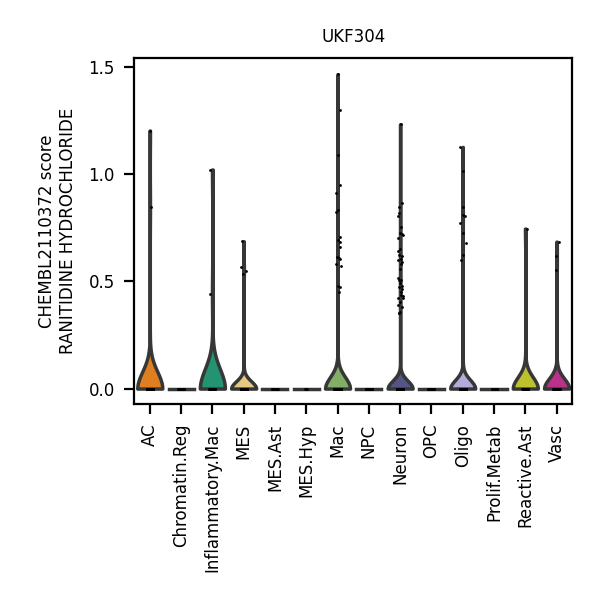 UKF304
CHEMBL2110372 score
RANITIDINE HYDROCHLORIDE
1.5
1.0
0.5
0.0
AC
Chromatin.Reg
Inflammatory.Mac
MES
MES.Ast
MES.Hyp
Mac
NPC
Neuron
OPC
Oligo
Prolif.Metab
Reactive.Ast
Vasc